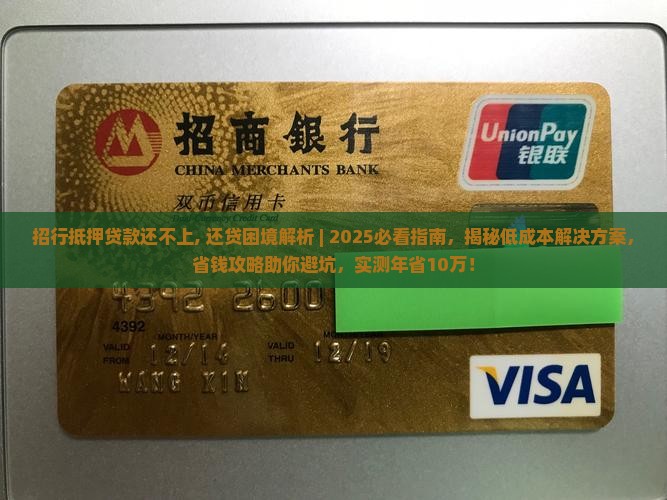 招商銀行
CHINA MERCHANTS BANK
UnionPay
银联
双币信用卡
招行抵押贷款还不上, 还贷困境解析 | 2025必看指南，揭秘低成本解决方案，
省钱攻略助你避坑，实测年省10万！
4392 2600
4392
MONTH/YEAR
MONTH/YEAR
VALID
FROM
12/14
VALID
THRU
12/19
WANG XIN
VISA